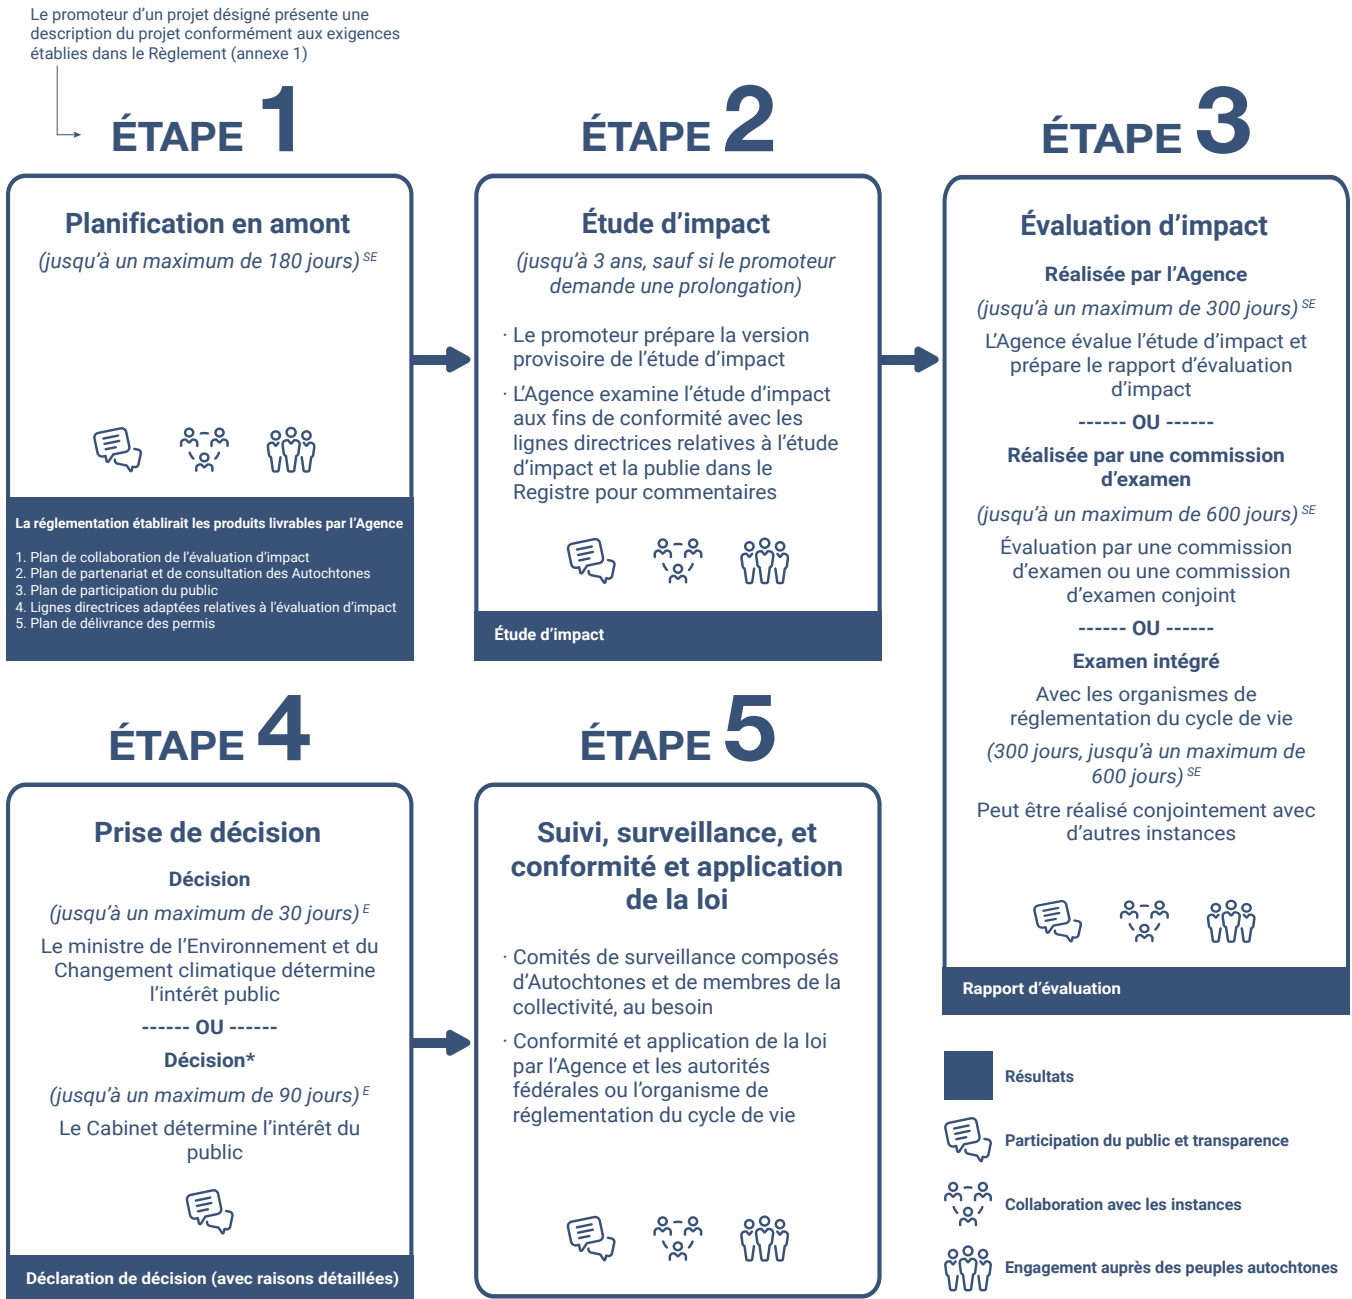 Le promoteur d’un projet désigné présente une
description du projet conformément aux exigences
établies dans le Règlement (annexe 1)
ÉTAPE 1
Planification en amont
(jusqu’à un maximum de 180 jours) SE
La réglementation établirait les produits livrables par l’Agence
1. Plan de collaboration de l’évaluation d’impact
2. Plan de partenariat et de consultation des Autochtones
3. Plan de participation du public
4. Lignes directrices adaptées relatives à l’évaluation d’impact
5. Plan de délivrance des permis
ÉTAPE 2
Étude d’impact
(jusqu’à 3 ans, sauf si le promoteur
demande une prolongation)
· Le promoteur prépare la version
provisoire de l’étude d’impact
· L’Agence examine l’étude d’impact
aux fins de conformité avec les
lignes directrices relatives à l’étude
d’impact et la publie dans le
Registre pour commentaires
Étude d’impact
ÉTAPE 3
Évaluation d’impact
Réalisée par l’Agence
(jusqu’à un maximum de 300 jours) SE
L’Agence évalue l’étude d’impact et
prépare le rapport d’évaluation
d’impact
------ OU ------
Réalisée par une commission
d’examen
(jusqu’à un maximum de 600 jours) SE
Évaluation par une commission
d’examen ou une commission
d’examen conjoint
------ OU ------
Examen intégré
Avec les organismes de
réglementation du cycle de vie
(300 jours, jusqu’à un maximum de
600 jours) SE
Peut être réalisé conjointement avec
d’autres instances
Rapport d’évaluation
ÉTAPE 4
Prise de décision
Décision
(jusqu’à un maximum de 30 jours) E
Le ministre de l’Environnement et du
Changement climatique détermine
l’intérêt public
------ OU ------
Décision*
(jusqu’à un maximum de 90 jours) E
Le Cabinet détermine l’intérêt du
public
Déclaration de décision (avec raisons détaillées)
ÉTAPE 5
Suivi, surveillance, et
conformité et application
de la loi
· Comités de surveillance composés
d’Autochtones et de membres de la
collectivité, au besoin
· Conformité et application de la loi
par l’Agence et les autorités
fédérales ou l’organisme de
réglementation du cycle de vie
Résultats
Participation du public et transparence
Collaboration avec les instances
Engagement auprès des peuples autochtones